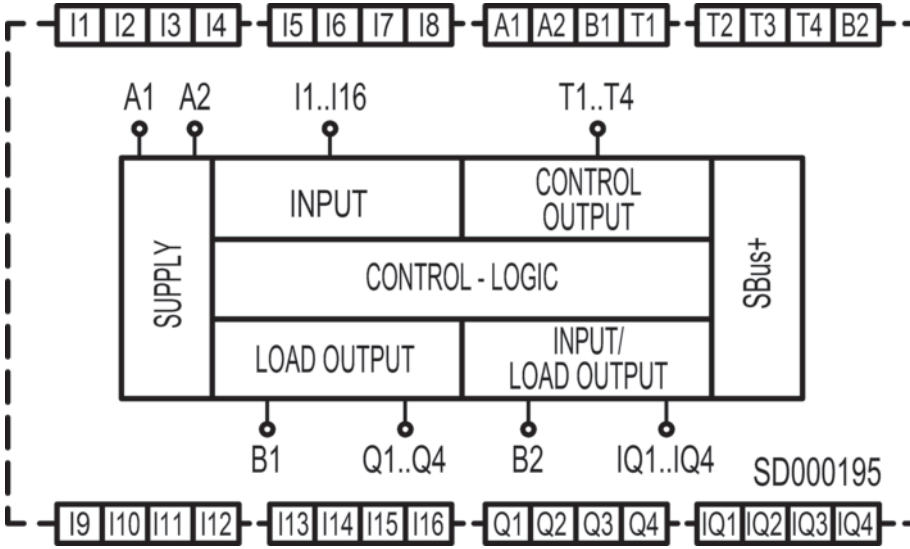 I1 I2 I3 I4 I5 I6 I7 I8 A1 A2 B1 T1 T2 T3 T4 B2
A1 A2 I1..I16 T1..T4
INPUT
CONTROL
OUTPUT
SUPPLY
CONTROL - LOGIC
SBus+
LOAD OUTPUT
INPUT/
LOAD OUTPUT
B1 Q1..Q4 B2 IQ1..IQ4
SD000195
I9 I10 I11 I12 I13 I14 I15 I16 Q1 Q2 Q3 Q4 IQ1 IQ2 IQ3 IQ4